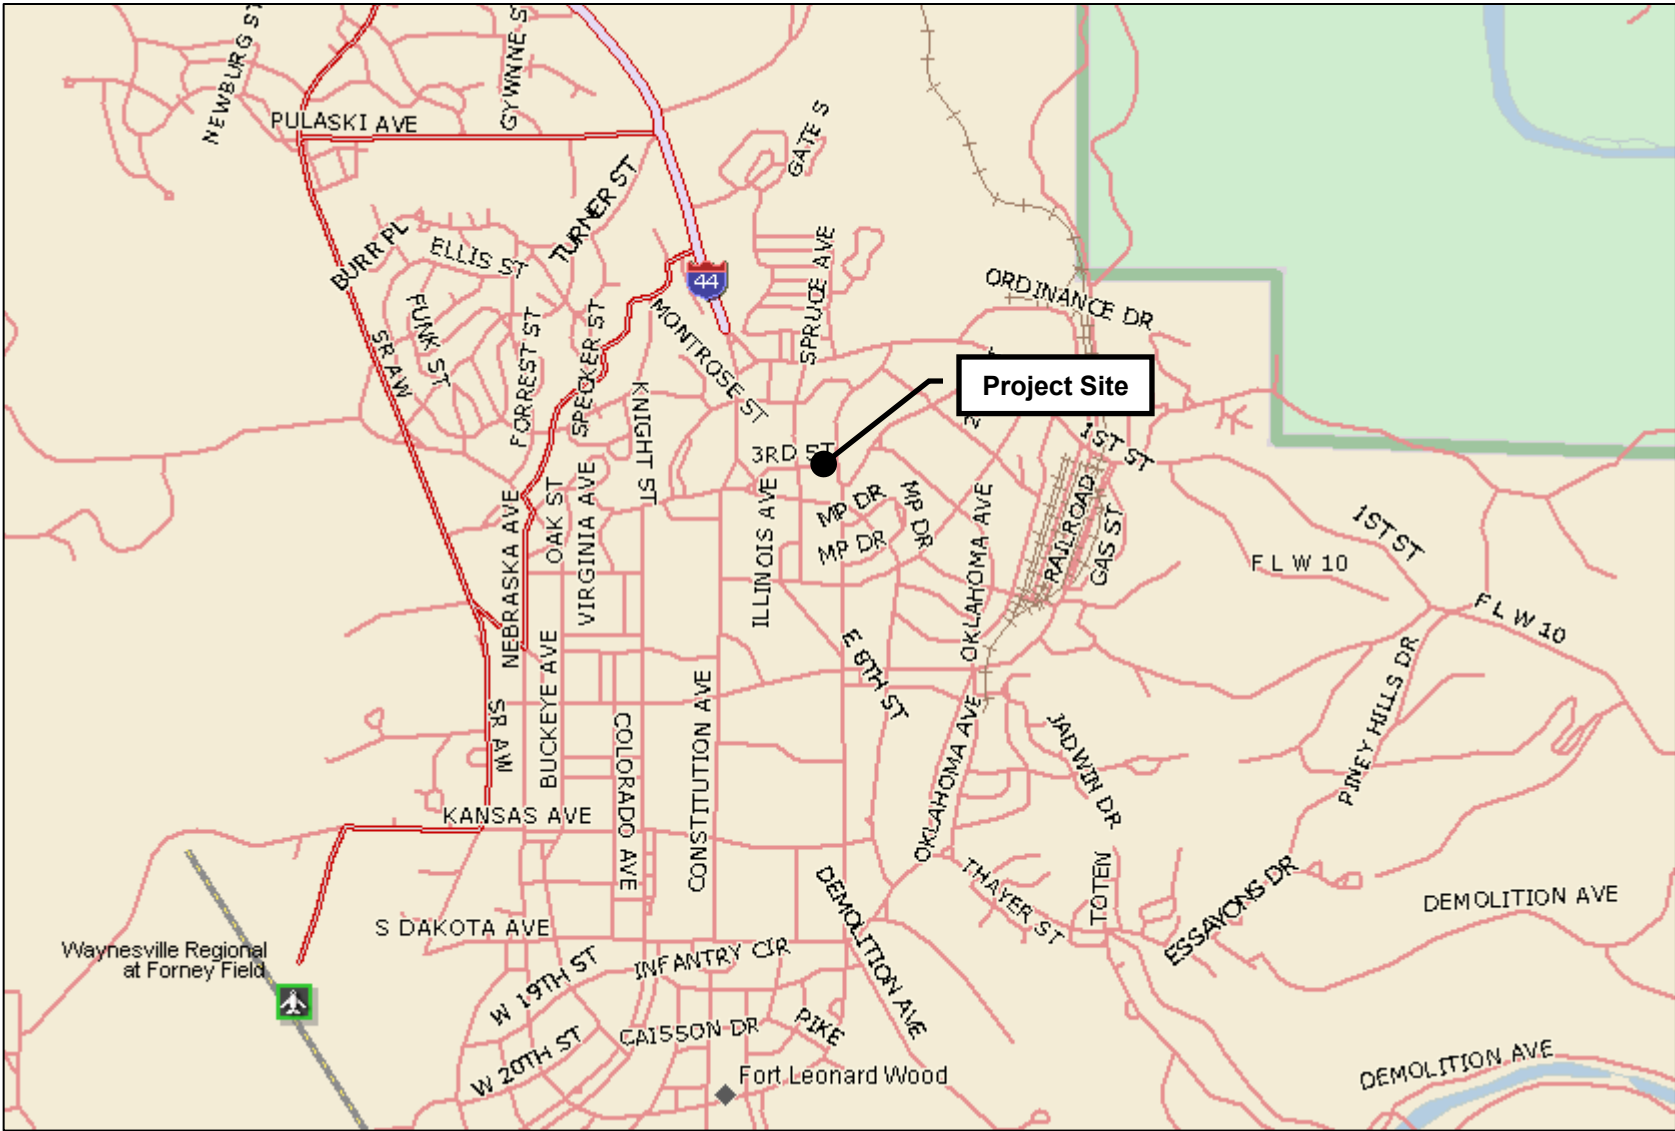 NEWBURG ST
GYWNNE S
PULASKI AVE
GATE S
TURNER ST
BURR PL
ELLIS ST
SPRUCE AVE
44
ORDINANCE DR
FUNK ST
SR AW
FORREST ST
SPECKER ST
MONTROSE ST
Project Site
KNIGHT ST
2
1ST ST
3RD ST
MP DR
MP DR
MP DR
ILLINOIS AVE
NEBRASKA AVE
OAK ST
VIRGINIA AVE
OKLAHOMA AVE
RAILROAD
GAS ST
1ST ST
F L W 10
F L W 10
E 8TH ST
BUCKEYE AVE
SR AW
COLORADO AVE
CONSTITUTION AVE
OKLAHOMA AVE
JADWIN DR
PINEY HILLS DR
KANSAS AVE
DEMOLITION AVE
THAYER ST
TOTEN
ESSAYONS DR
DEMOLITION AVE
S DAKOTA AVE
Waynesville Regional
at Forney Field
W 19TH ST
INFANTRY CIR
W 20TH ST
CAISSON DR
PIKE
DEMOLITION AVE
Fort Leonard Wood